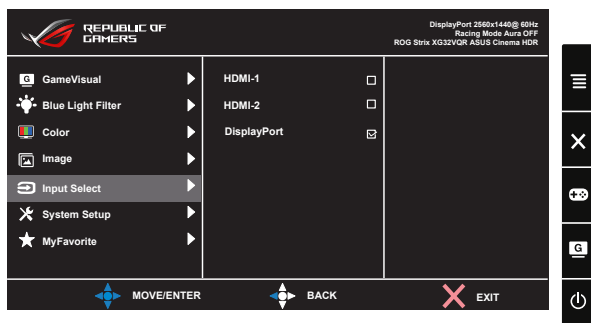 REPUBLIC OF
GAMERS
DisplayPort 2560x1440@ 60Hz
Racing Mode Aura OFF
ROG Strix XG32VQR ASUS Cinema HDR
G GameVisual
Blue Light Filter
Color
Image
Input Select
System Setup
MyFavorite
HDMI-1
HDMI-2
DisplayPort
MOVE/ENTER
BACK
EXIT
G